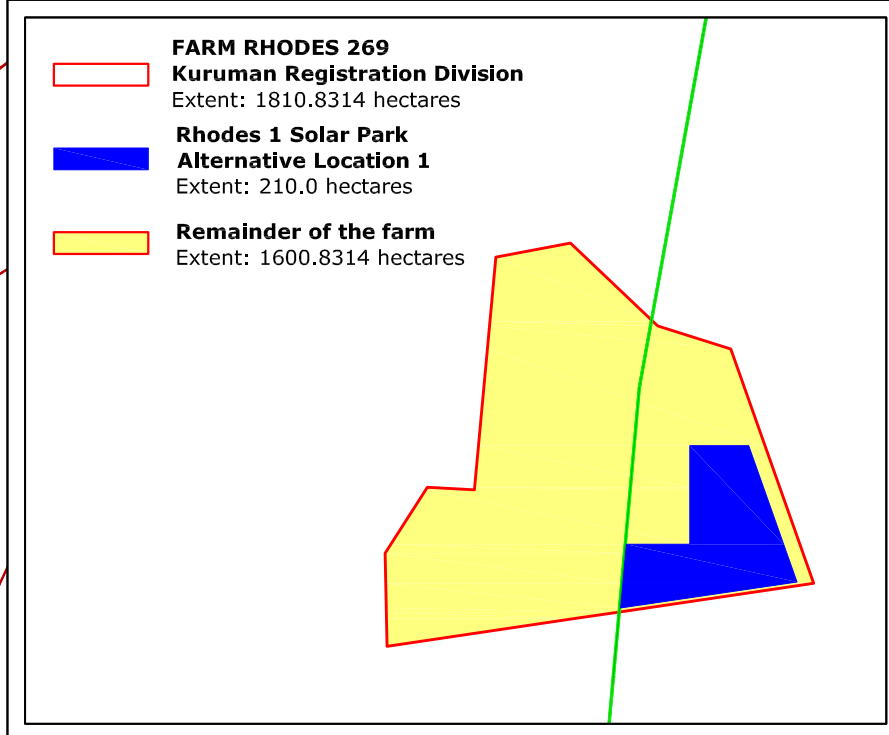 FARM RHODES 269
Kuruman Registration Division
Extent: 1810.8314 hectares
Rhodes 1 Solar Park
Alternative Location 1
Extent: 210.0 hectares
Remainder of the farm
Extent: 1600.8314 hectares